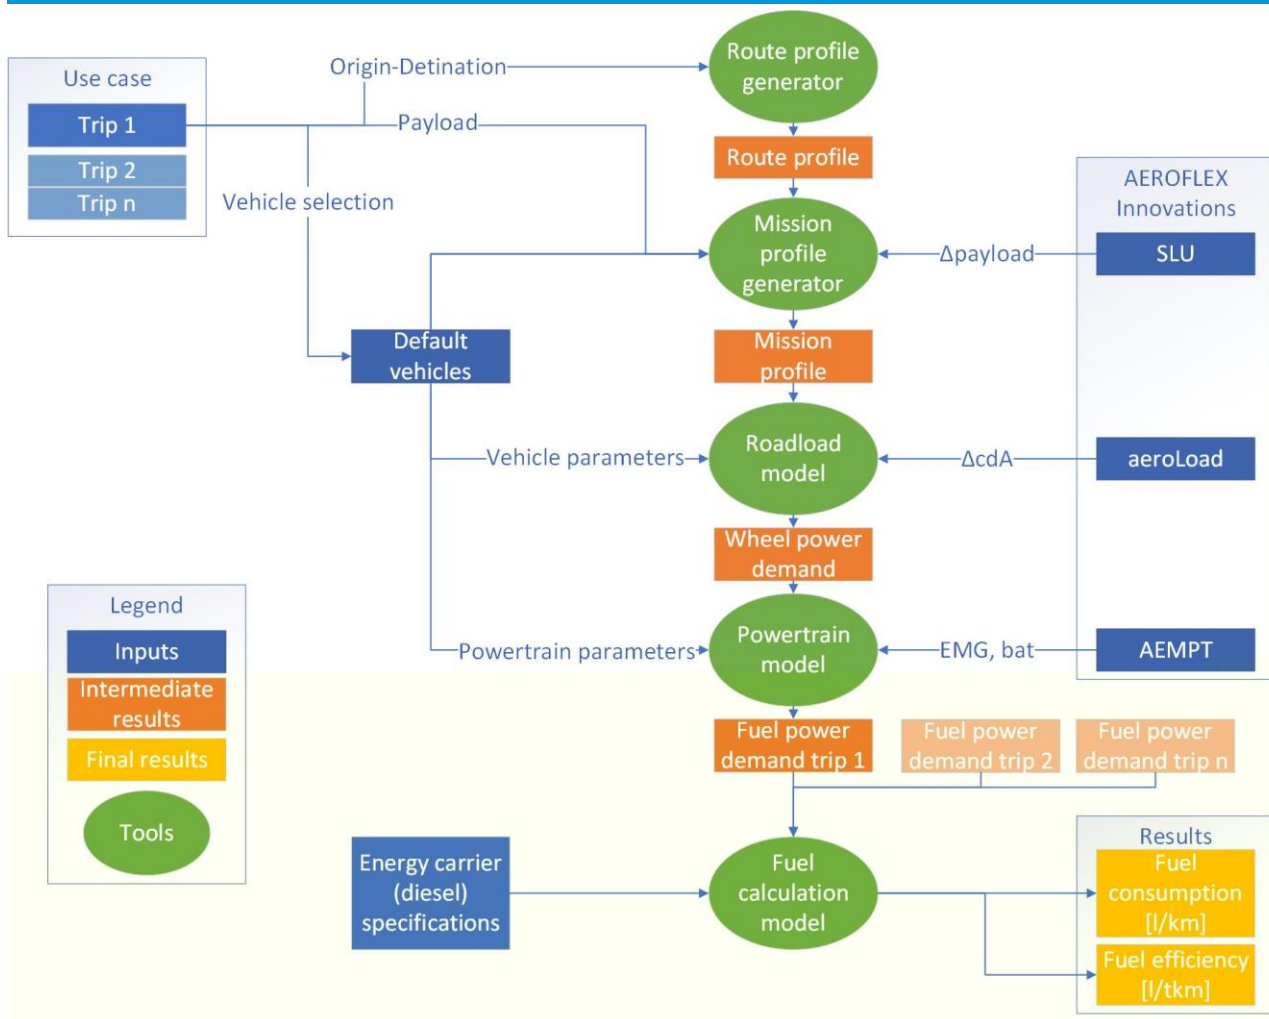 Use case
Trip 1
Trip 2
Trip n
Origin-Detination
Payload
Vehicle selection
Route profile
generator
Route profile
Mission
profile
generator
Mission
profile
Default
vehicles
AEROFLEX
Innovations
SLU
Δpayload
Vehicle parameters
Roadload
model
ΔcdA
aeroLoad
Wheel power
demand
Powertrain parameters
Powertrain
model
EMG, bat
AEMPT
Legend
Inputs
Intermediate
results
Final results
Tools
Fuel power
demand trip 1
Fuel power
demand trip 2
Fuel power
demand trip n
Energy carrier
(diesel)
specifications
Fuel
calculation
model
Results
Fuel
consumption
[l/km]
Fuel efficiency
[l/tkm]